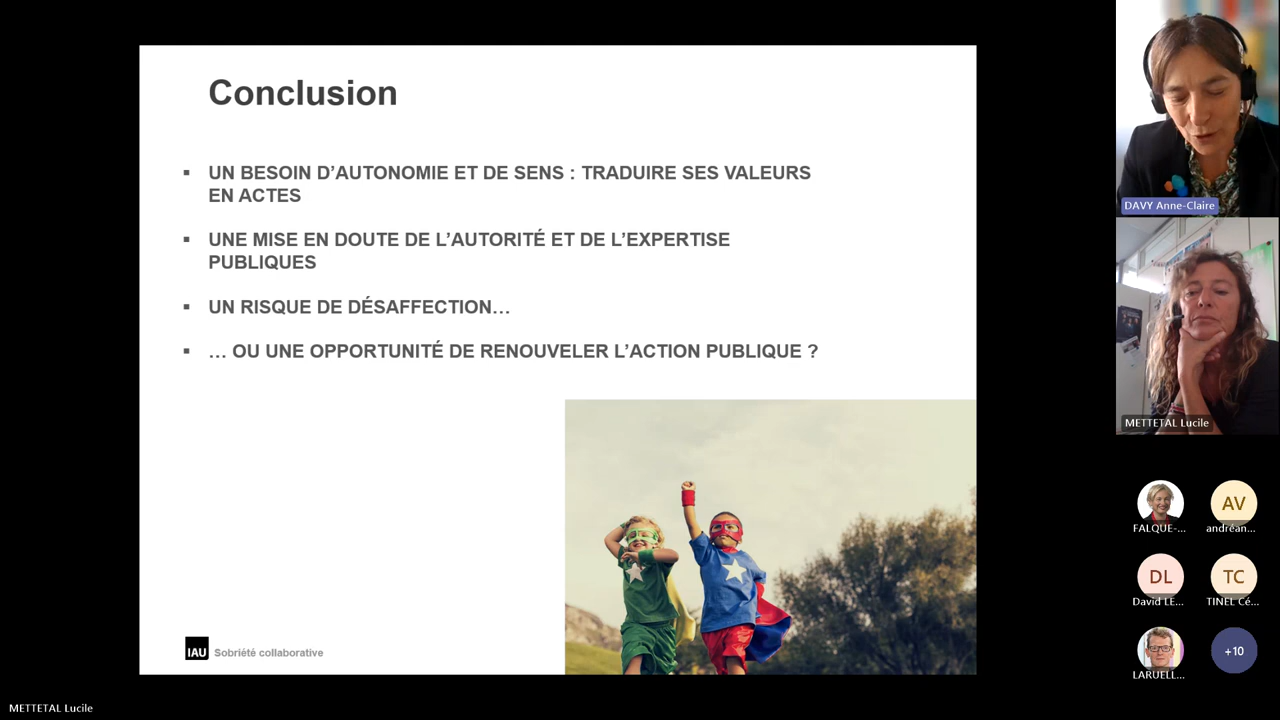 Conclusion
▪ UN BESOIN D’AUTONOMIE ET DE SENS : TRADUIRE SES VALEURS
EN ACTES
▪ UNE MISE EN DOUTE DE L’AUTORITÉ ET DE L’EXPERTISE
PUBLIQUES
▪ UN RISQUE DE DÉSAFFECTION…
▪ … OU UNE OPPORTUNITÉ DE RENOUVELER L’ACTION PUBLIQUE ?
IAU Sobriété collaborative
DAVY Anne-Claire
METTETAL Lucile
FALQUE-...
AV
andréan...
DL
David LE...
TC
TINEL Cé...
LARUELL...
+10
METTETAL Lucile